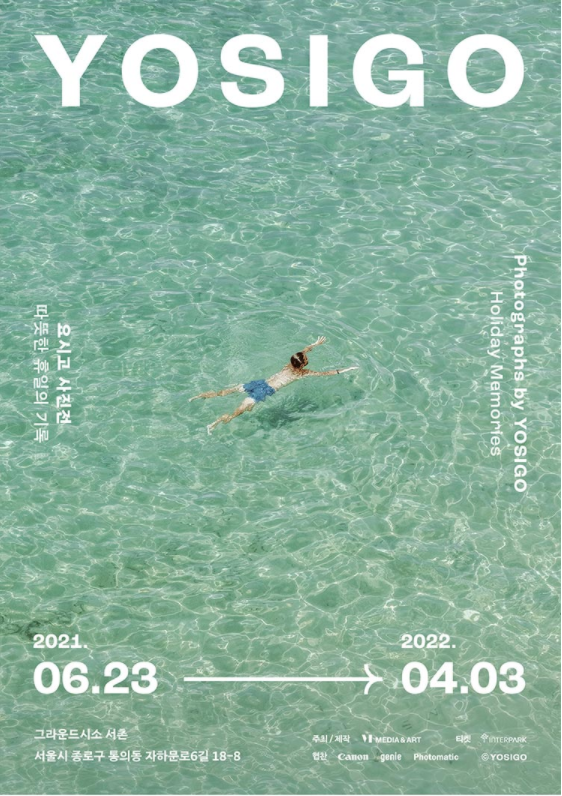 YOSIGO
Photographs by YOSIGO
Holiday Memories
요시고 사진전
따뜻한 휴일의 기록
2021.
06.23
2022.
04.03
그라운드시소 서촌
서울시 종로구 통의동 자하문로6길 18-8
주최 / 제작 MEDIA & ART 티켓 INTERPARK
협찬 Canon genie Photomatic ©YOSIGO